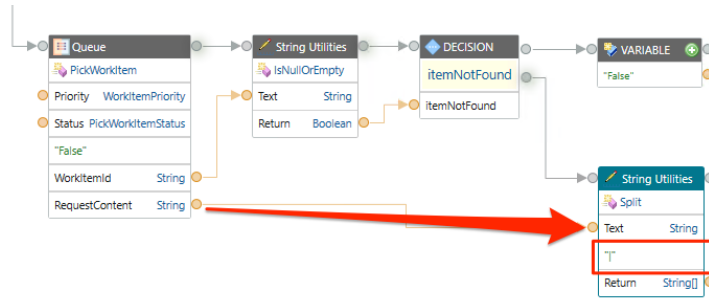 Queue
PickWorkItem
Priority WorkItemPriority
Status PickWorkItemStatus
"False"
WorkItemId String
RequestContent String
String Utilities
IsNullOrEmpty
Text String
Return Boolean
DECISION
itemNotFound
itemNotFound
VARIABLE
"False"
String Utilities
Split
Text String
"|"
Return String[]